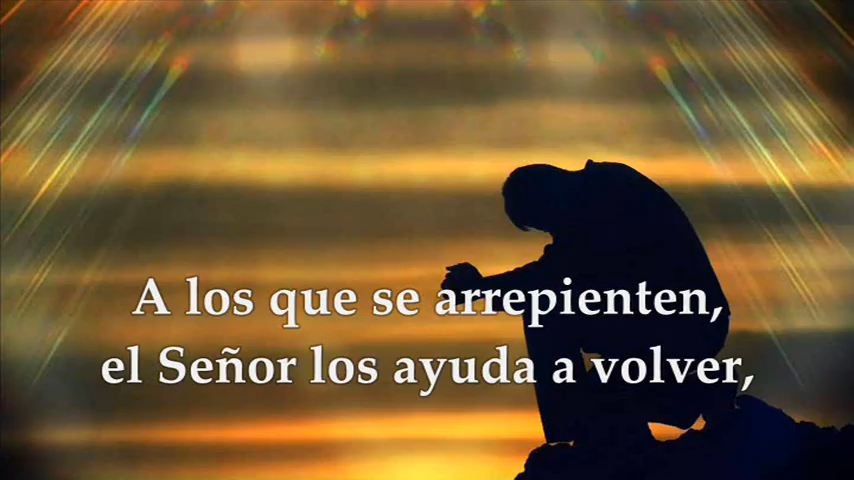 A los que se arrepienten,
el Señor los ayuda a volver,